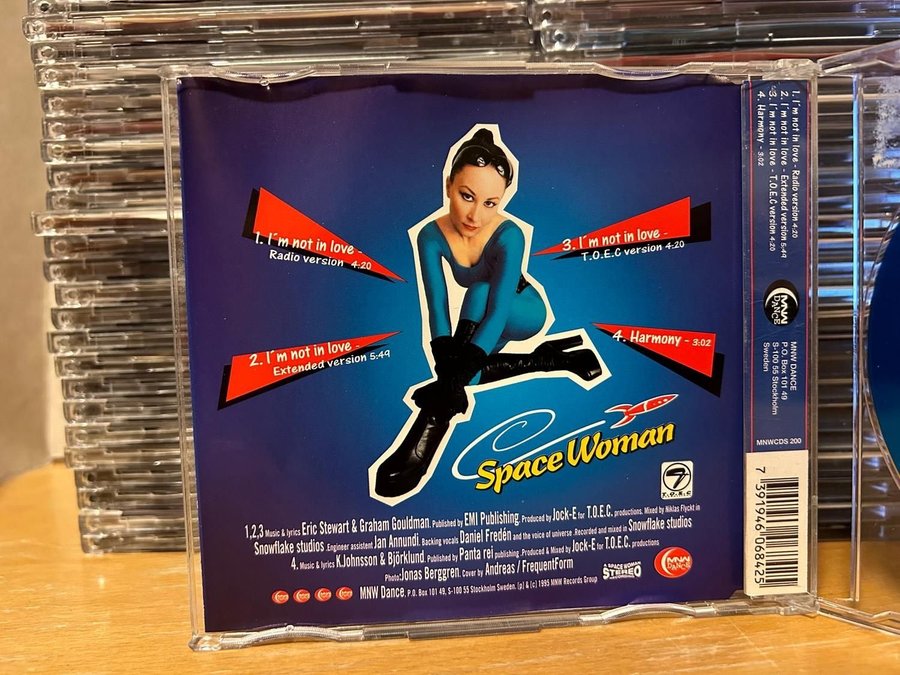 1. I´m not in love -
Radio version 4:20
2. I´m not in love -
Extended version 5:49
3. I´m not in love -
T.O.E.C version 4:20
4. Harmony - 3:02
Space Woman
T.O.E.C
1,2,3 Music & lyrics Eric Stewart & Graham Gouldman. Published by EMI Publishing. Produced by Jock-E for T.O.E.C. productions. Mixed by Niklas Flyckt in
Snowflake studios .Engineer assistent Jan Annundi. Backing vocals Daniel Fredén and the voice of universe .Recorded and mixed in Snowflake studios
4. Music & lyrics K.Johnsson & Björklund. Published by Panta rei publishing. Produced & Mixed by Jock-E for T.O.E.C. productions
Photo:Jonas Berggren. Cover by Andreas / FrequentForm
MNW Dance, P.O. Box 101 49, S-100 55 Stockholm Sweden. (p) & (c) 1995 MNW Records Group
A SPACE WOMAN
STEREO
MNW
DANCE
1. I´m not in love - Radio version 4:20
2. I´m not in love - Extended version 5:49
3. I´m not in love - T.O.E.C version 4:20
4. Harmony - 3:02
MNW
DANCE
MNW DANCE
P.O. Box 101 49
S-100 55 Stockholm
Sweden
MNWCDS 200
7 391946 068425